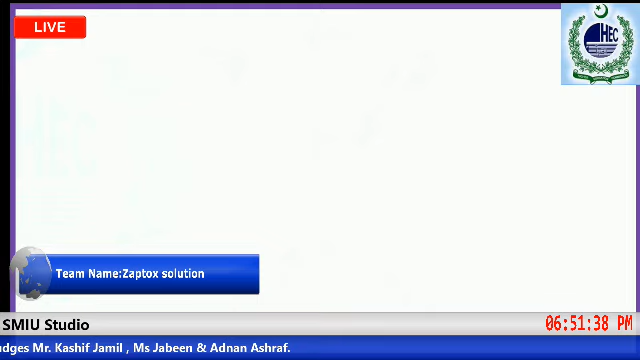 LIVE
HEC
Team Name:Zaptox solution
SMIU Studio
06:51:38 PM
udges Mr. Kashif Jamil , Ms Jabeen & Adnan Ashraf.